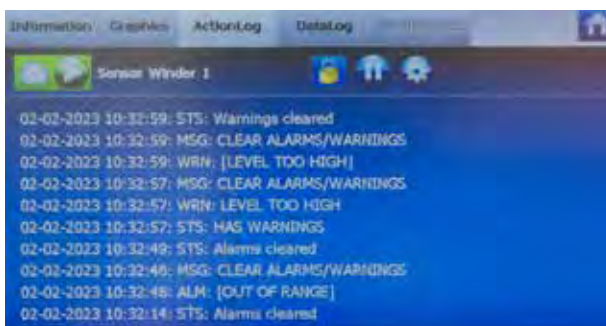 Information Graphics ActionLog DataLog
Sensor Winder 1
02-02-2023 10:32:59: STS: Warnings cleared
02-02-2023 10:32:59: MSG: CLEAR ALARMS/WARNINGS
02-02-2023 10:32:59: WRN: [LEVEL TOO HIGH]
02-02-2023 10:32:57: MSG: CLEAR ALARMS/WARNINGS
02-02-2023 10:32:57: WRN: LEVEL TOO HIGH
02-02-2023 10:32:57: STS: HAS WARNINGS
02-02-2023 10:32:49: STS: Alarms cleared
02-02-2023 10:32:48: MSG: CLEAR ALARMS/WARNINGS
02-02-2023 10:32:48: ALM: [OUT OF RANGE]
02-02-2023 10:32:14: STS: Alarms cleared